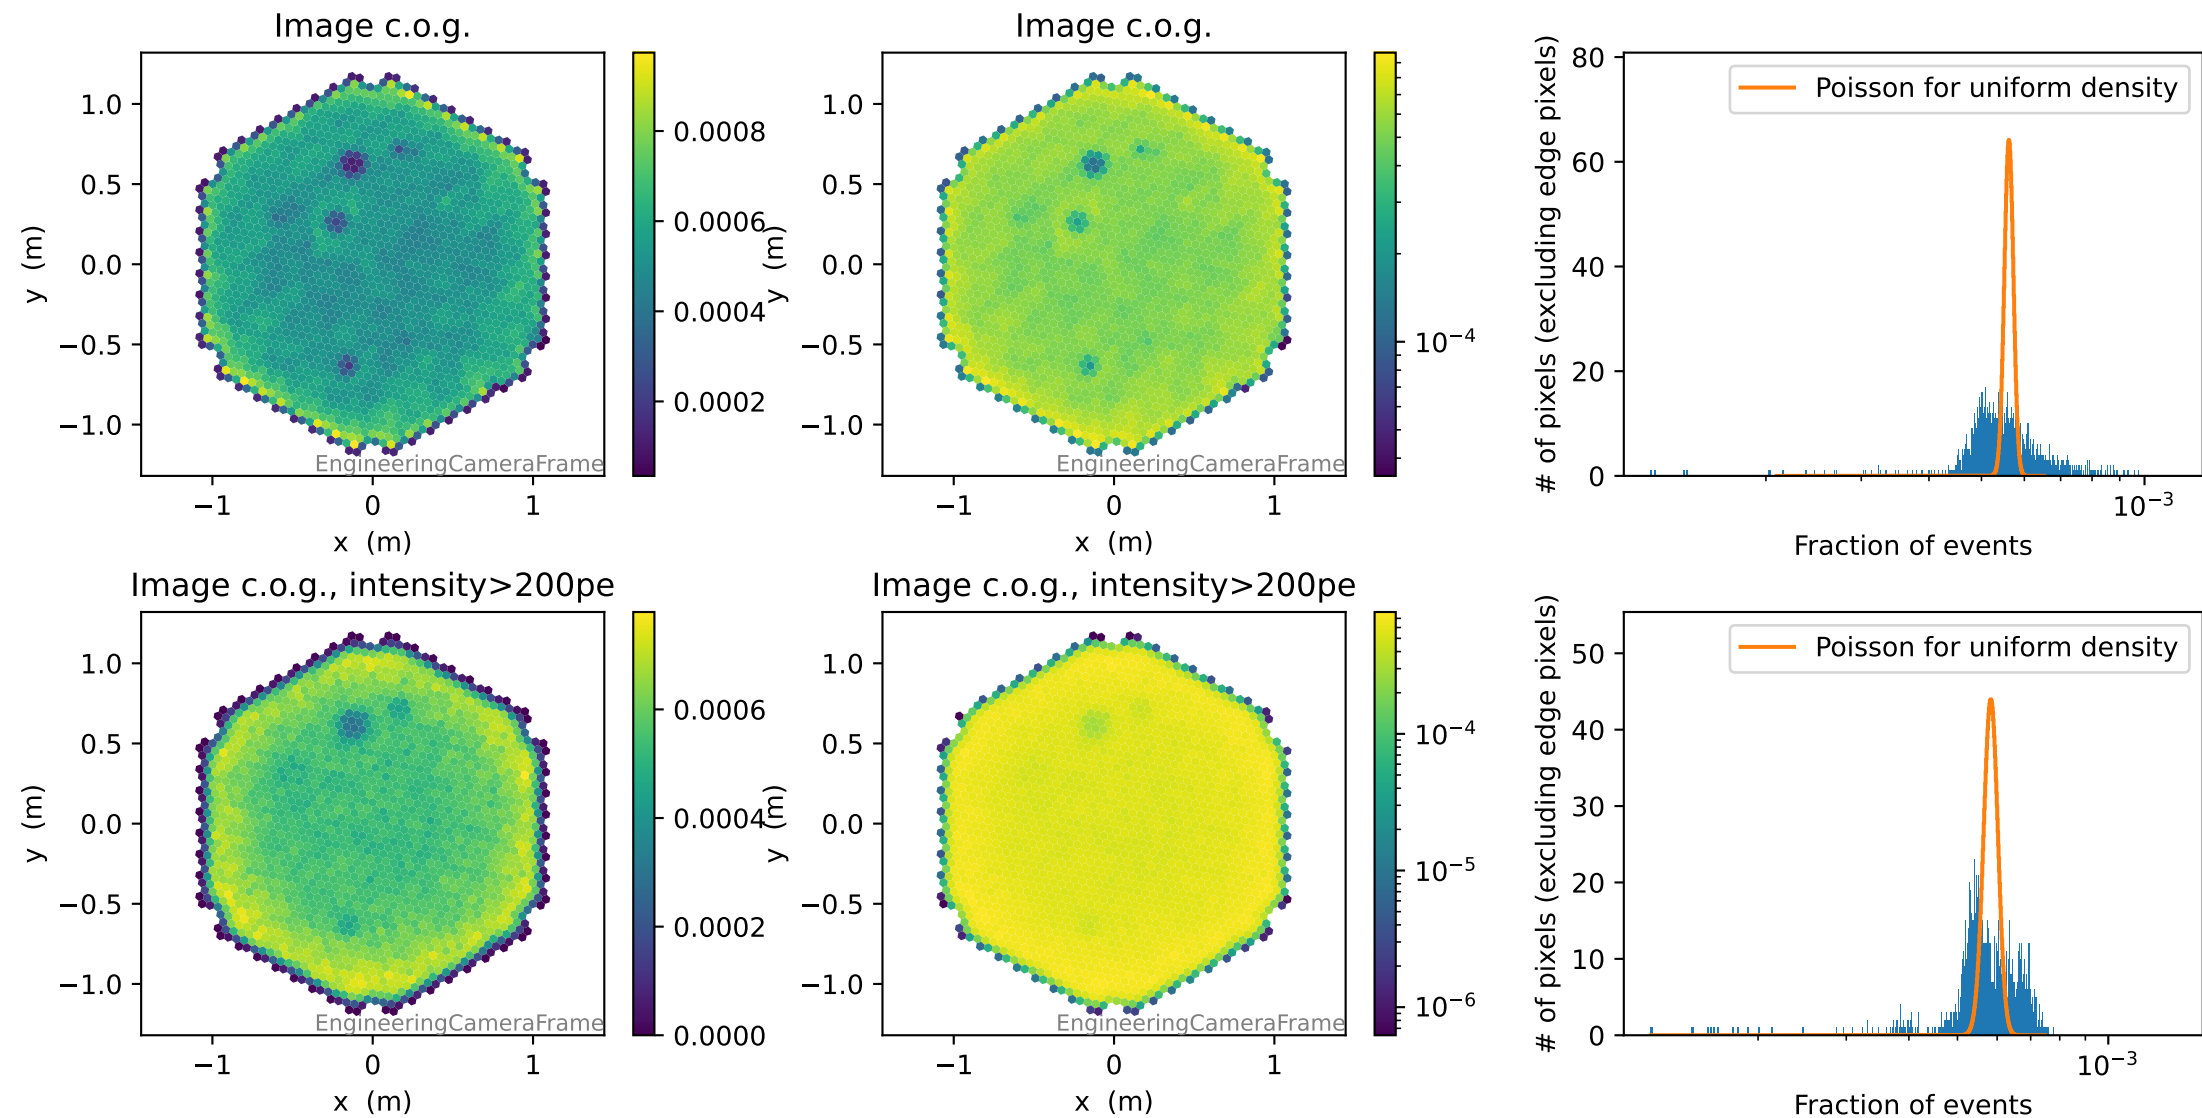 Image c.o.g.
y (m)
1.0
0.5
0.0
−0.5
−1.0
−1
0
1
x (m)
EngineeringCameraFrame
0.0008
0.0006
0.0004
0.0002
Image c.o.g.
y (m)
1.0
0.5
0.0
−0.5
−1.0
−1
0
1
x (m)
EngineeringCameraFrame
10−4
# of pixels (excluding edge pixels)
80
60
40
20
0
Poisson for uniform density
10−3
Fraction of events
Image c.o.g., intensity>200pe
y (m)
1.0
0.5
0.0
−0.5
−1.0
−1
0
1
x (m)
EngineeringCameraFrame
0.0006
0.0004
0.0002
0.0000
Image c.o.g., intensity>200pe
y (m)
1.0
0.5
0.0
−0.5
−1.0
−1
0
1
x (m)
EngineeringCameraFrame
10−4
10−5
10−6
# of pixels (excluding edge pixels)
50
40
30
20
10
0
Poisson for uniform density
10−3
Fraction of events